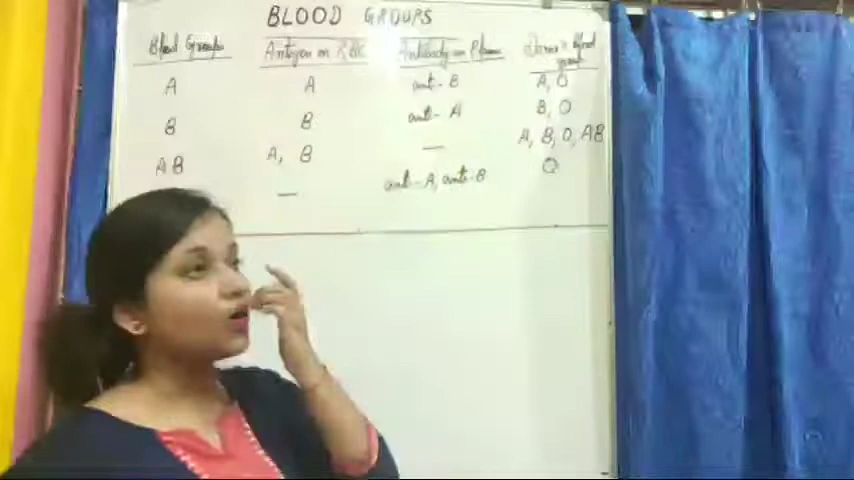 BLOOD GROUPS
Blood Groups Antigen on RBC Antibody on Plasma Donor's Blood group
A A anti-B A, O
B B anti-A B, O
AB A, B — A, B, O, AB
— anti-A, anti-B O